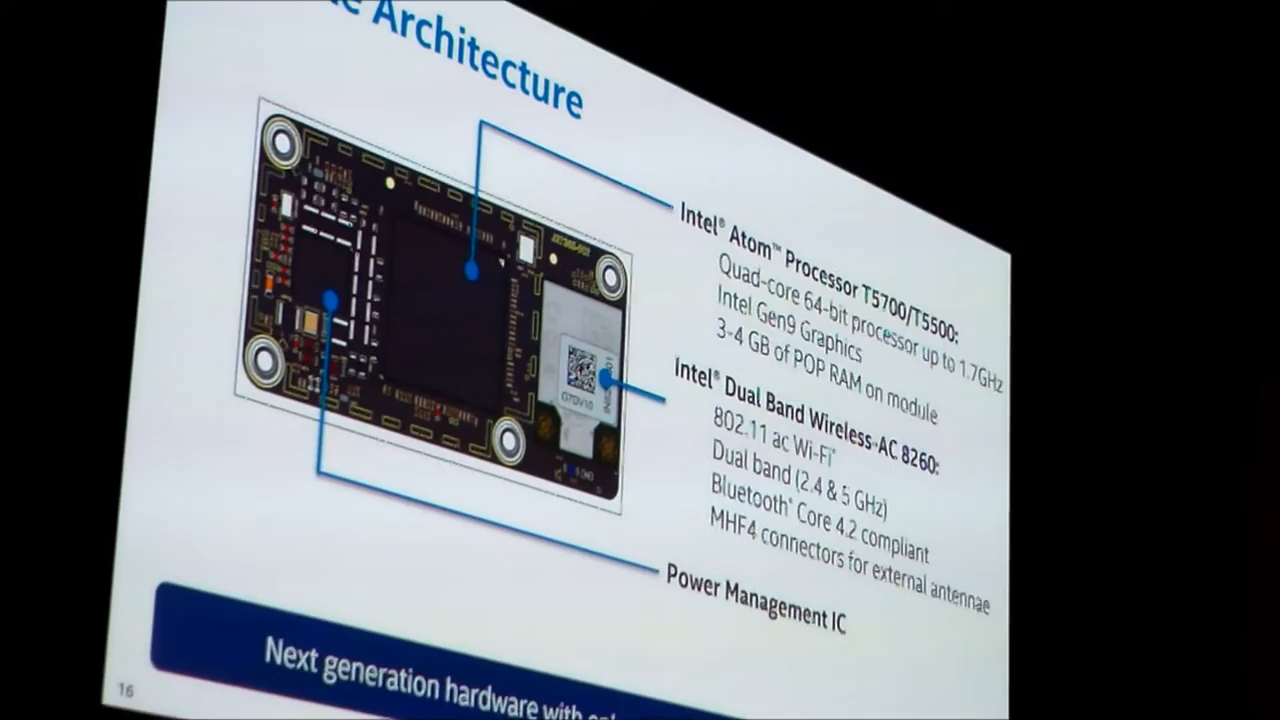 Architecture
Intel® Atom™ Processor T5700/T5500:
Quad-core 64-bit processor up to 1.7GHz
Intel Gen9 Graphics
3-4 GB of POP RAM on module
Intel® Dual Band Wireless-AC 8260:
802.11 ac Wi-Fi*
Dual band (2.4 & 5 GHz)
Bluetooth* Core 4.2 compliant
MHF4 connectors for external antennae
Power Management IC
G7DV10
Next generation hardware with
16